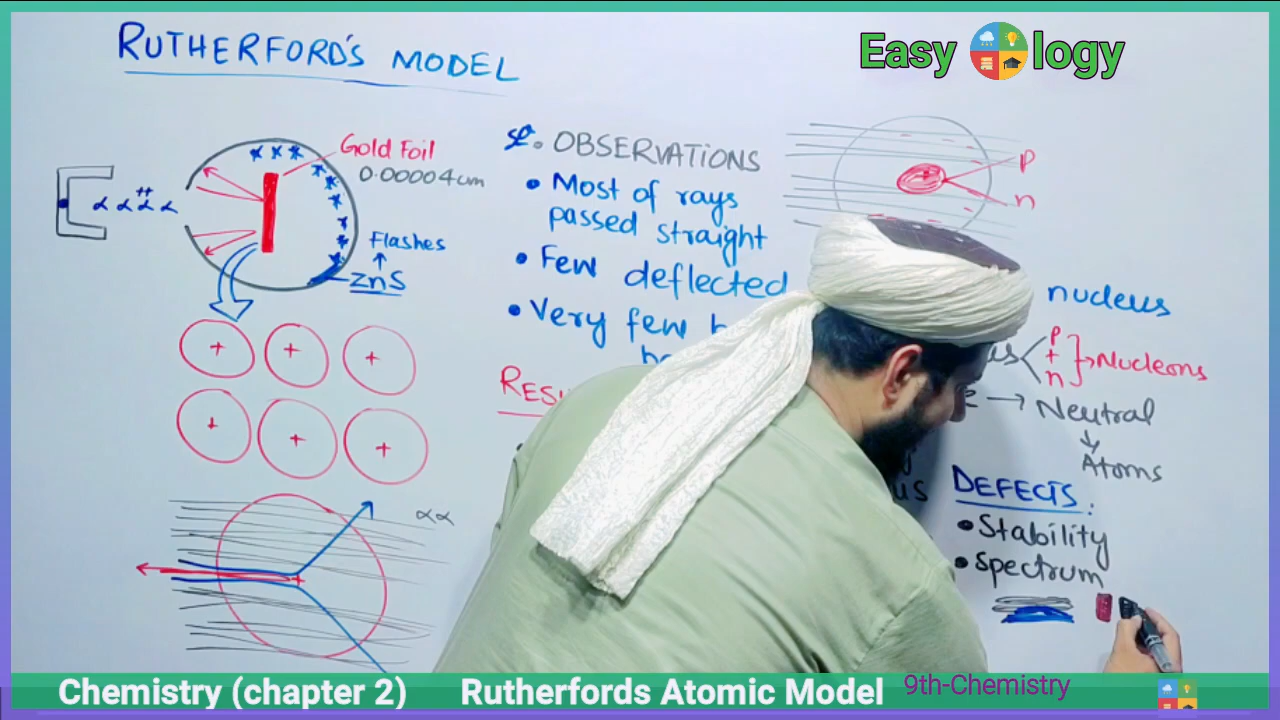 RUTHERFORD'S MODEL
Easy logy
Gold Foil
0.00004cm
++
α α α α
Flashes
ZnS
+ + +
+ + +
αα
+
OBSERVATIONS
• Most of rays
passed straight
• Few deflected
• Very few
+
p
n
nucleus
p
+
n
Nucleons
Neutral
Atoms
DEFECTS:
• Stability
• Spectrum
Chemistry (chapter 2)
Rutherfords Atomic Model
9th-Chemistry